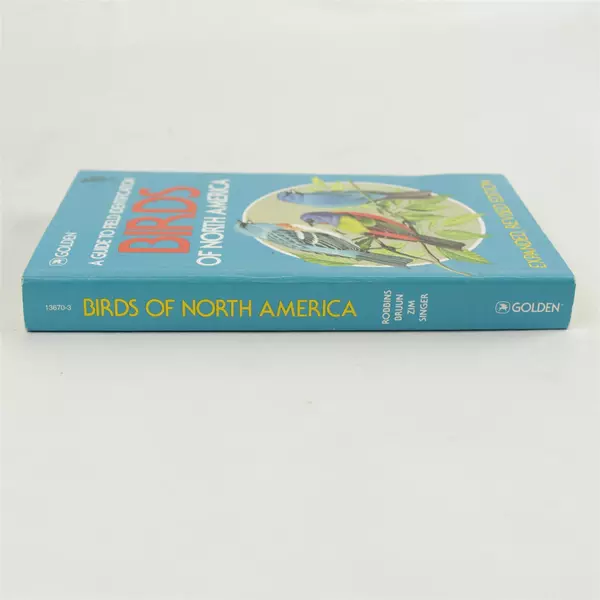 GOLDEN
A GUIDE TO FIELD IDENTIFICATION
BIRDS
OF NORTH AMERICA
EXPANDED, REVISED EDITION
13670-3
BIRDS OF NORTH AMERICA
ROBBINS
BRUUN
ZIM
SINGER
GOLDEN